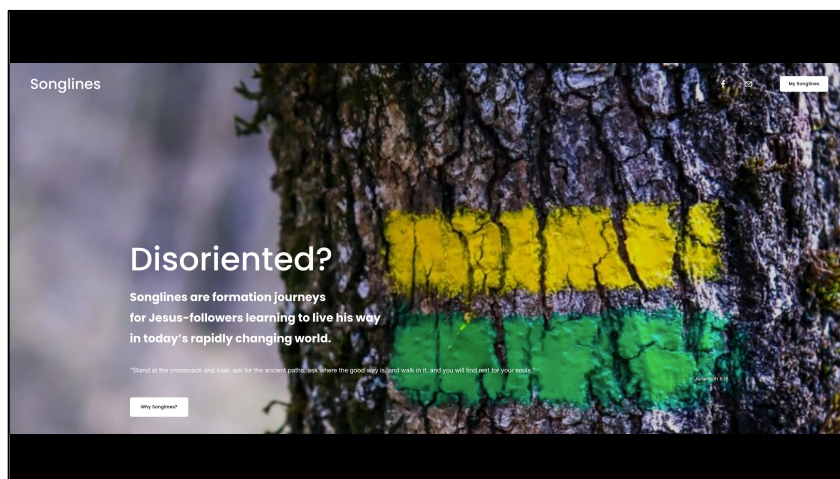 Songlines
My Songlines
Disoriented?
Songlines are formation journeys
for Jesus-followers learning to live his way
in today's rapidly changing world.
"Stand at the crossroads and look; ask for the ancient paths, ask where the good way is, and walk in it, and you will find rest for your souls."
— Jeremiah 6:16
Why Songlines?